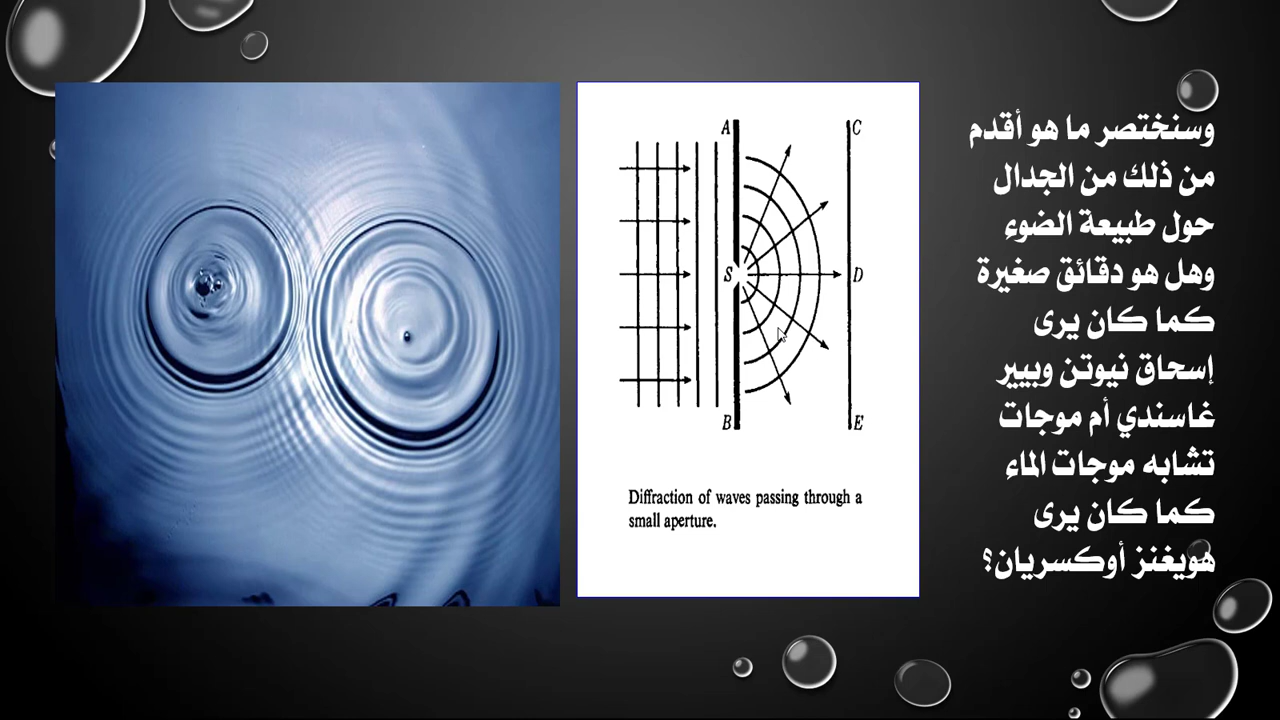 وسنختصر ما هو أقدم
من ذلك من الجدال
حول طبيعة الضوء
وهل هو دقائق صغيرة
كما كان يرى
إسحاق نيوتن وبيير
غاسندي أم موجات
تشابه موجات الماء
كما كان يرى
هويغنز أوكسريان؟
A
C
S
D
B
E
Diffraction of waves passing through a
small aperture.